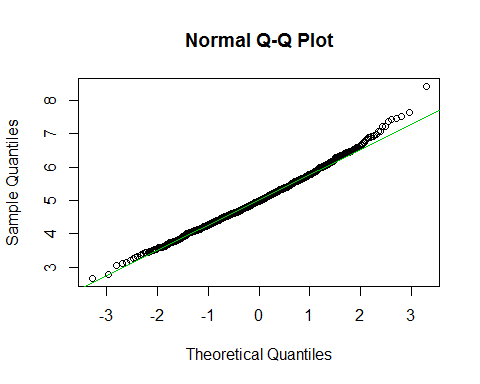 Normal Q-Q Plot
Sample Quantiles
8
7
6
5
4
3
-3 -2 -1 0 1 2 3
Theoretical Quantiles